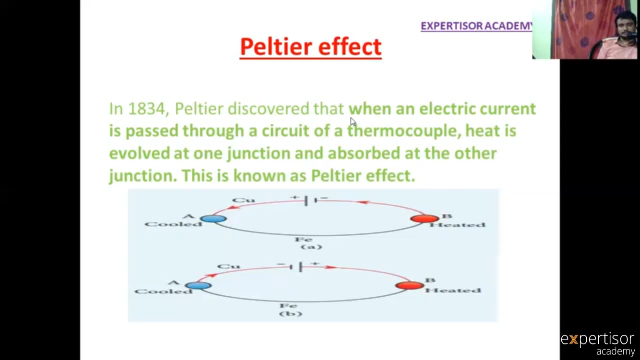 EXPERTISOR ACADEMY
Peltier effect
In 1834, Peltier discovered that when an electric current
is passed through a circuit of a thermocouple, heat is
evolved at one junction and absorbed at the other
junction. This is known as Peltier effect.
Cu + −
A B
Cooled Heated
Fe
(a)
− +
A Cu B
Cooled Heated
Fe
(b)
expertisor
academy